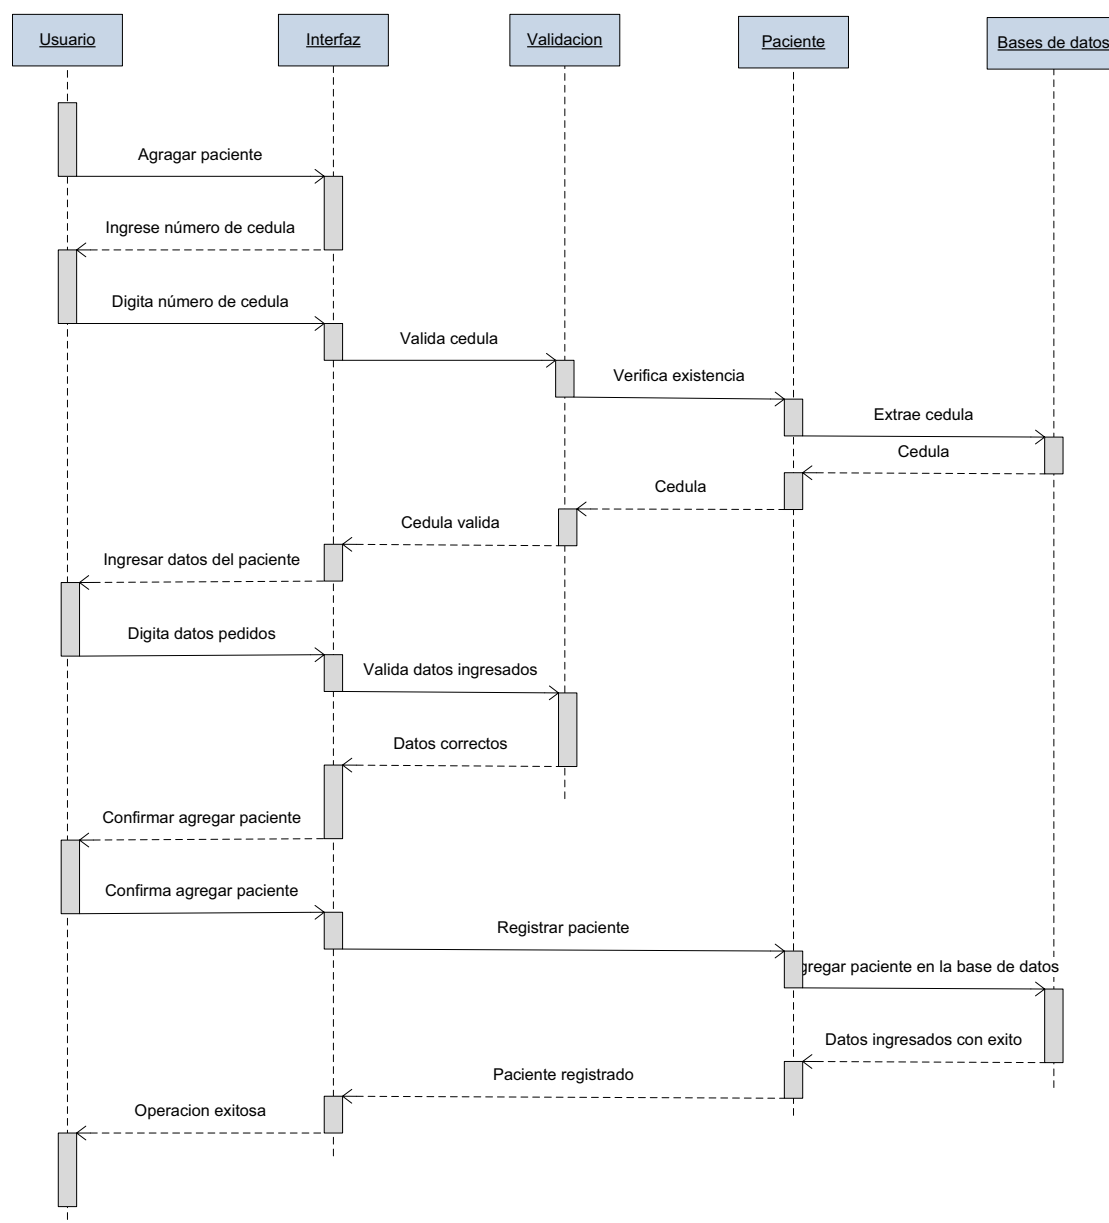 Usuario
Interfaz
Validacion
Paciente
Bases de datos
Agragar paciente
Ingrese número de cedula
Digita número de cedula
Valida cedula
Verifica existencia
Extrae cedula
Cedula
Cedula
Cedula valida
Ingresar datos del paciente
Digita datos pedidos
Valida datos ingresados
Datos correctos
Confirmar agregar paciente
Confirma agregar paciente
Registrar paciente
gregar paciente en la base de datos
Datos ingresados con exito
Paciente registrado
Operacion exitosa